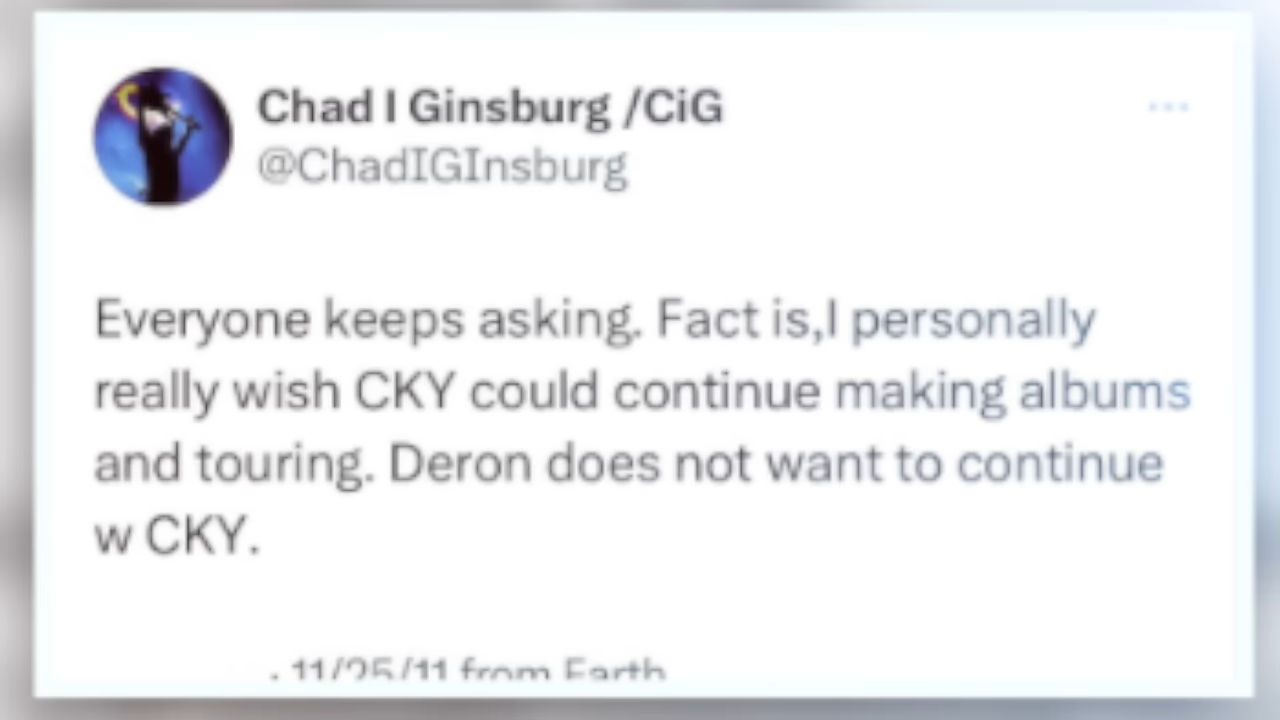 Chad I Ginsburg /CiG
@ChadIGInsburg
Everyone keeps asking. Fact is,I personally
really wish CKY could continue making albums
and touring. Deron does not want to continue
w CKY.
· 11/25/11 from Earth